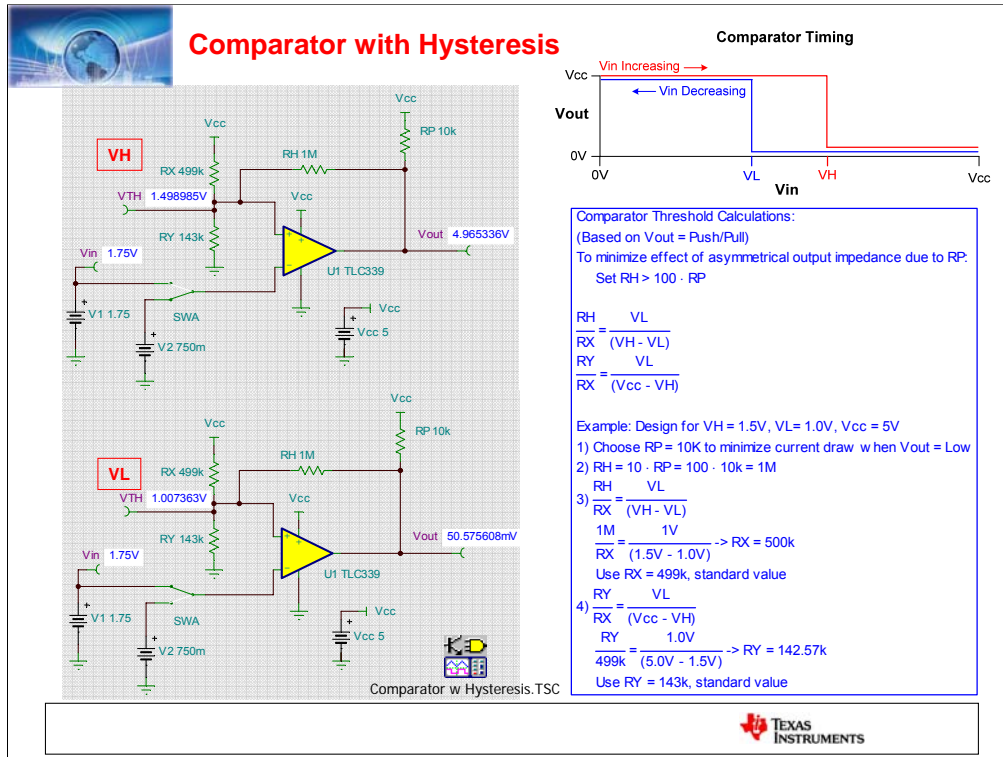 Comparator with Hysteresis
Comparator Timing
Vin Increasing
Vcc
Vin Decreasing
Vout
0V
0V
VL
VH
Vcc
Vin
VH
Vcc
Vcc
RP 10k
RH 1M
RX 499k
VTH 1.498985V
Vcc
RY 143k
Vout 4.965336V
Vin 1.75V
U1 TLC339
V1 1.75
SWA
V2 750m
Vcc
Vcc 5
VL
Vcc
Vcc
RP 10k
RH 1M
RX 499k
VTH 1.007363V
Vcc
RY 143k
Vout 50.575608mV
Vin 1.75V
U1 TLC339
V1 1.75
SWA
V2 750m
Vcc
Vcc 5
Comparator w Hysteresis.TSC
Comparator Threshold Calculations:
(Based on Vout = Push/Pull)
To minimize effect of asymmetrical output impedance due to RP:
Set RH > 100 · RP
RH VL
RX = (VH - VL)
RY VL
RX = (Vcc - VH)
Example: Design for VH = 1.5V, VL= 1.0V, Vcc = 5V
1) Choose RP = 10K to minimize current draw when Vout = Low
2) RH = 10 · RP = 100 · 10k = 1M
3) RH VL
RX = (VH - VL)
1M 1V
RX = (1.5V - 1.0V) -> RX = 500k
Use RX = 499k, standard value
4) RY VL
RX = (Vcc - VH)
RY 1.0V
499k = (5.0V - 1.5V) -> RY = 142.57k
Use RY = 143k, standard value
TEXAS
INSTRUMENTS